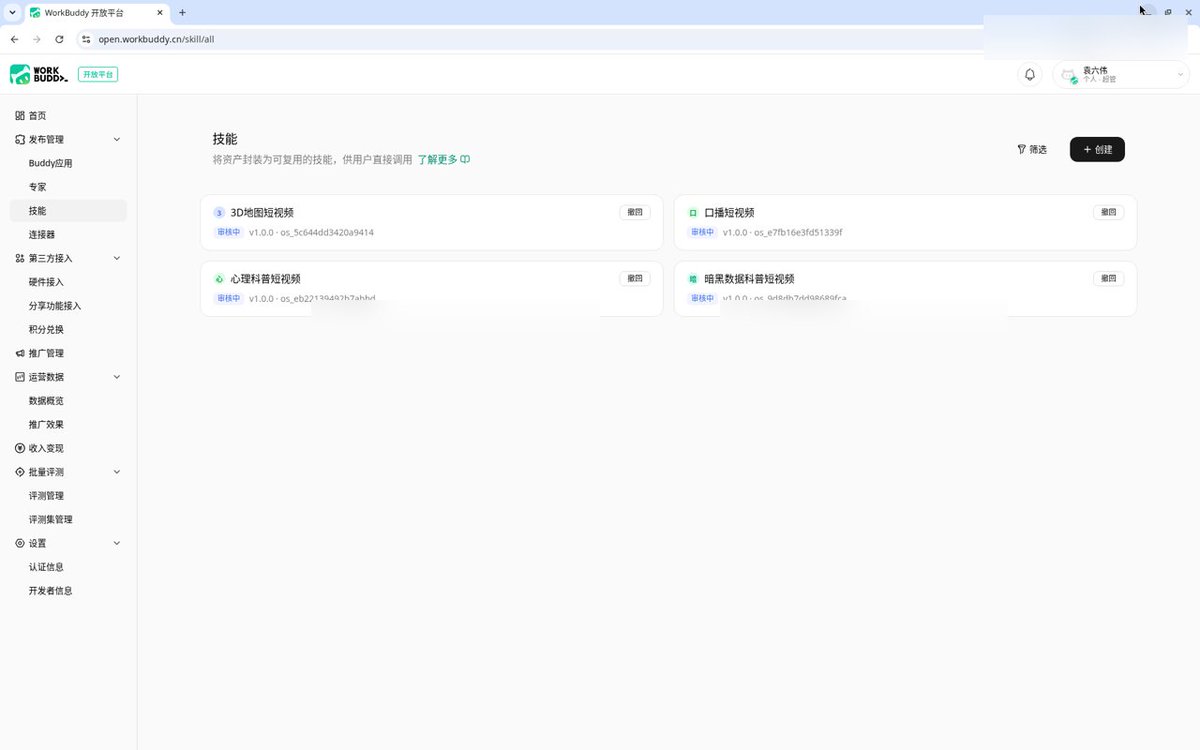 WorkBuddy 开放平台
open.workbuddy.cn/skill/all
WORK BUDD>_ 开放平台
袁六伟
个人 · 超管
首页
发布管理
Buddy应用
专家
技能
连接器
第三方接入
硬件接入
分享功能接入
积分兑换
推广管理
运营数据
数据概览
推广效果
收入变现
批量评测
评测管理
评测集管理
设置
认证信息
开发者信息
技能
将资产封装为可复用的技能，供用户直接调用 了解更多
筛选
+ 创建
3 3D地图短视频 撤回
审核中 v1.0.0 · os_5c644dd3420a9414
口 口播短视频 撤回
审核中 v1.0.0 · os_e7fb16e3fd51339f
心 心理科普短视频 撤回
审核中 v1.0.0 · os_eb22139492b7abbd
暗 暗黑数据科普短视频 撤回
审核中 v1.0.0 · os_9d8db7dd98689fca